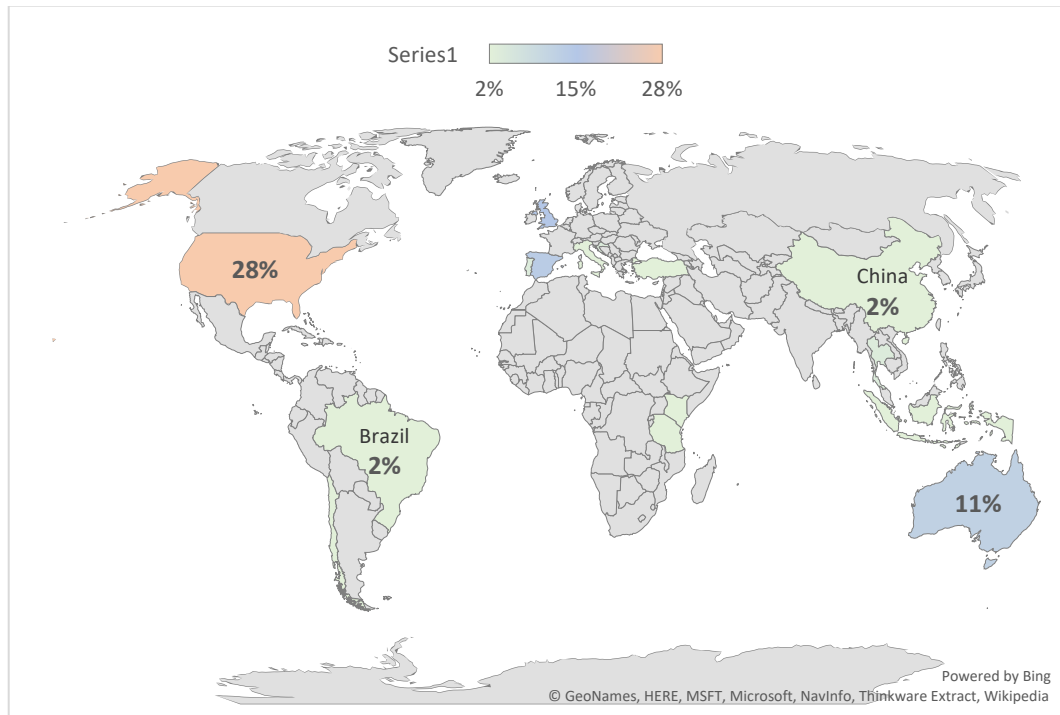 Series1
2% 15% 28%
28%
China
2%
Brazil
2%
11%
Powered by Bing
© GeoNames, HERE, MSFT, Microsoft, NavInfo, Thinkware Extract, Wikipedia